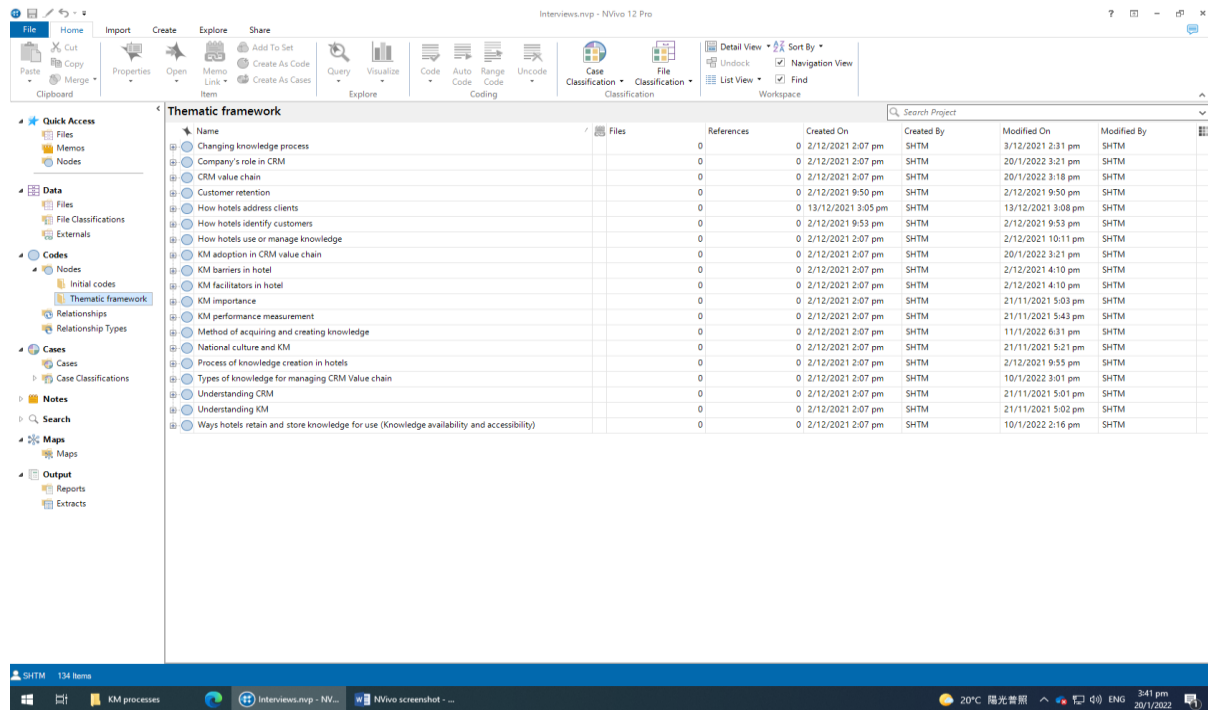 Interviews.nvp - NVivo 12 Pro
File Home Import Create Explore Share
Paste
Cut
Copy
Merge
Clipboard
Properties
Open
Memo Link
Add To Set
Create As Code
Create As Cases
Item
Query
Visualize
Explore
Code
Auto Code
Range Code
Uncode
Coding
Case Classification
File Classification
Classification
Detail View
Sort By
Undock
Navigation View
List View
Find
Workspace
Quick Access
Files
Memos
Nodes
Data
Files
File Classifications
Externals
Codes
Nodes
Initial codes
Thematic framework
Relationships
Relationship Types
Cases
Cases
Case Classifications
Notes
Search
Maps
Maps
Output
Reports
Extracts
Thematic framework
Search Project
Name Files References Created On Created By Modified On Modified By
Changing knowledge process 0 0 2/12/2021 2:07 pm SHTM 3/12/2021 2:31 pm SHTM
Company's role in CRM 0 0 2/12/2021 2:07 pm SHTM 20/1/2022 3:21 pm SHTM
CRM value chain 0 0 2/12/2021 2:07 pm SHTM 20/1/2022 3:18 pm SHTM
Customer retention 0 0 2/12/2021 9:50 pm SHTM 2/12/2021 9:50 pm SHTM
How hotels address clients 0 0 13/12/2021 3:05 pm SHTM 13/12/2021 3:08 pm SHTM
How hotels identify customers 0 0 2/12/2021 9:53 pm SHTM 2/12/2021 9:53 pm SHTM
How hotels use or manage knowledge 0 0 2/12/2021 2:07 pm SHTM 2/12/2021 10:11 pm SHTM
KM adoption in CRM value chain 0 0 2/12/2021 2:07 pm SHTM 20/1/2022 3:21 pm SHTM
KM barriers in hotel 0 0 2/12/2021 2:07 pm SHTM 2/12/2021 4:10 pm SHTM
KM facilitators in hotel 0 0 2/12/2021 2:07 pm SHTM 2/12/2021 4:10 pm SHTM
KM importance 0 0 2/12/2021 2:07 pm SHTM 21/11/2021 5:03 pm SHTM
KM performance measurement 0 0 2/12/2021 2:07 pm SHTM 21/11/2021 5:43 pm SHTM
Method of acquiring and creating knowledge 0 0 2/12/2021 2:07 pm SHTM 11/1/2022 6:31 pm SHTM
National culture and KM 0 0 2/12/2021 2:07 pm SHTM 21/11/2021 5:21 pm SHTM
Process of knowledge creation in hotels 0 0 2/12/2021 2:07 pm SHTM 2/12/2021 9:55 pm SHTM
Types of knowledge for managing CRM Value chain 0 0 2/12/2021 2:07 pm SHTM 10/1/2022 3:01 pm SHTM
Understanding CRM 0 0 2/12/2021 2:07 pm SHTM 21/11/2021 5:01 pm SHTM
Understanding KM 0 0 2/12/2021 2:07 pm SHTM 21/11/2021 5:02 pm SHTM
Ways hotels retain and store knowledge for use (Knowledge availability and accessibility) 0 0 2/12/2021 2:07 pm SHTM 10/1/2022 2:16 pm SHTM
SHTM 134 Items
KM processes
Interviews.nvp - NV...
NVivo screenshot - ...
20°C 陽光普照
ENG
3:41 pm
20/1/2022